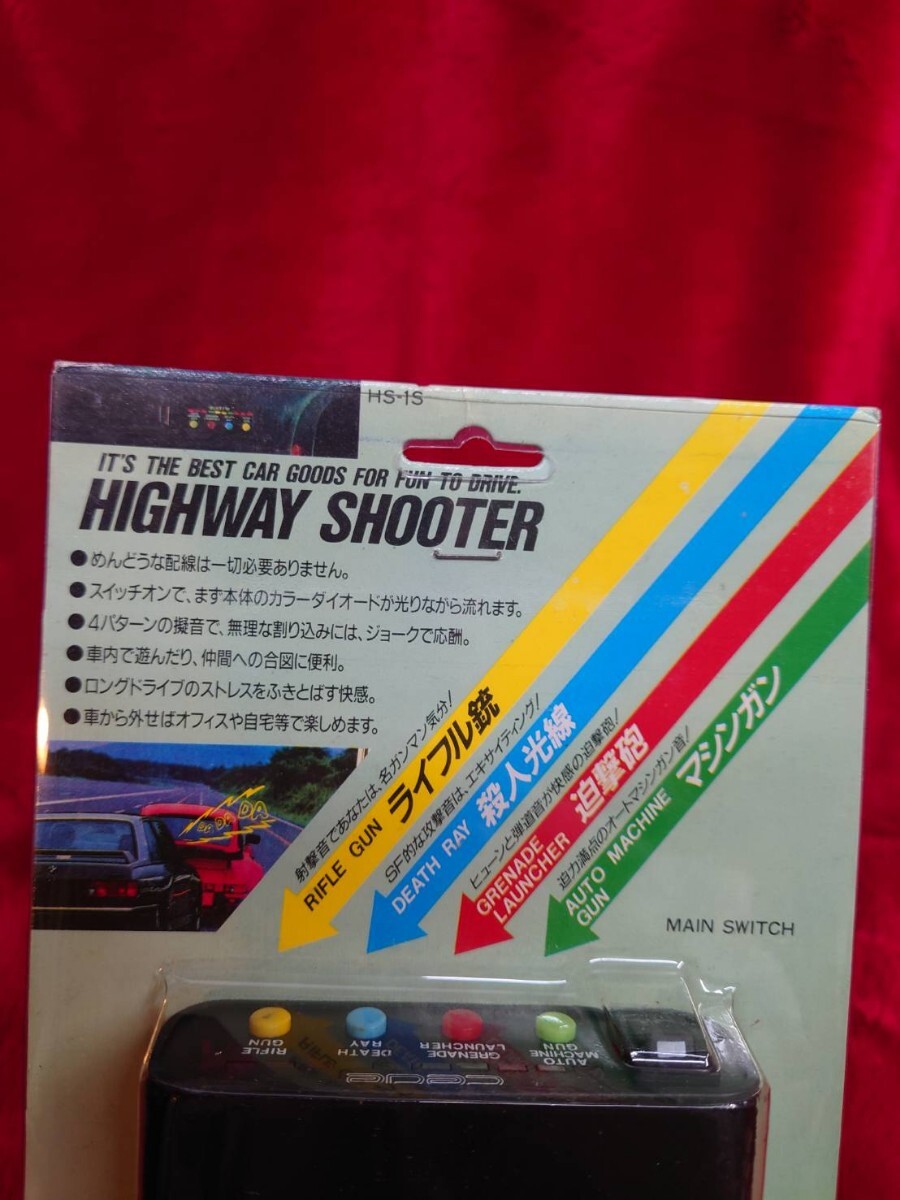 HS-1S
IT'S THE BEST CAR GOODS FOR FUN TO DRIVE.
HIGHWAY SHOOTER
●めんどうな配線は一切必要ありません。
●スイッチオンで、まず本体のカラーダイオードが光りながら流れます。
●4パターンの擬音で、無理な割り込みには、ジョークで応酬。
●車内で遊んだり、仲間への合図に便利。
●ロングドライブのストレスをふきとばす快感。
●車から外せばオフィスや自宅等で楽しめます。
DA DA DA
射撃音であなたは、名ガンマン気分!
RIFLE GUN ライフル銃
SF的な攻撃音は、エキサイティング!
DEATH RAY 殺人光線
ヒューンと弾道音が快感の迫撃砲!
GRENADE
LAUNCHER 迫撃砲
迫力満点のオートマシンガン音!
AUTO MACHINE
GUN マシンガン
MAIN SWITCH
RIFLE
GUN
DEATH
RAY
GRENADE
LAUNCHER
AUTO
MACHINE
GUN
cede